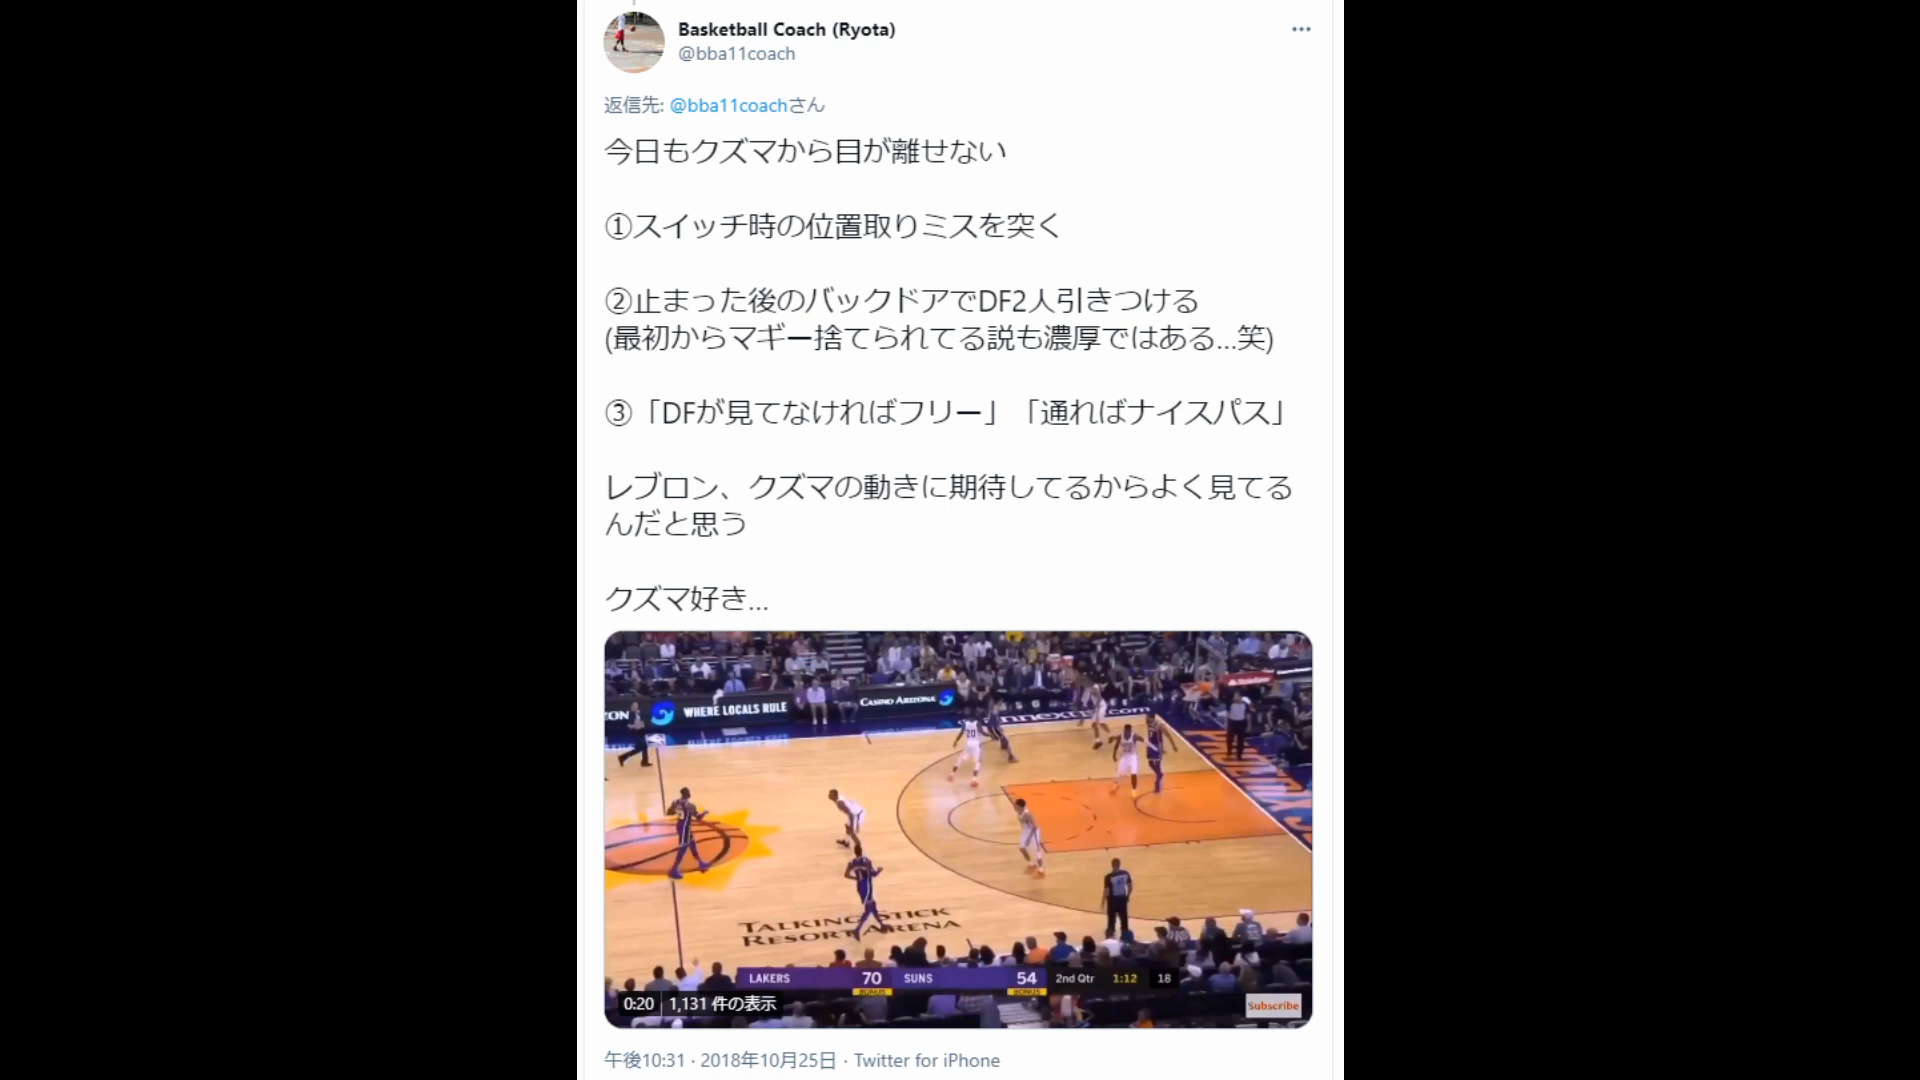 Basketball Coach (Ryota)
@bba11coach
返信先: @bba11coachさん
今日もクズマから目が離せない
①スイッチ時の位置取りミスを突く
②止まった後のバックドアでDF2人引きつける
(最初からマギー捨てられてる説も濃厚ではある...笑)
③「DFが見てなければフリー」「通ればナイスパス」
レブロン、クズマの動きに期待してるからよく見てる
んだと思う
クズマ好き...
ZON WHERE LOCALS RULE
CASINO ARIZONA
20
TALKING STICK
RESORT ARENA
LAKERS 70 SUNS 54 2nd Qtr 1:12 18
BONUS BONUS
0:20 1,131 件の表示
Subscribe
午後10:31 · 2018年10月25日 · Twitter for iPhone